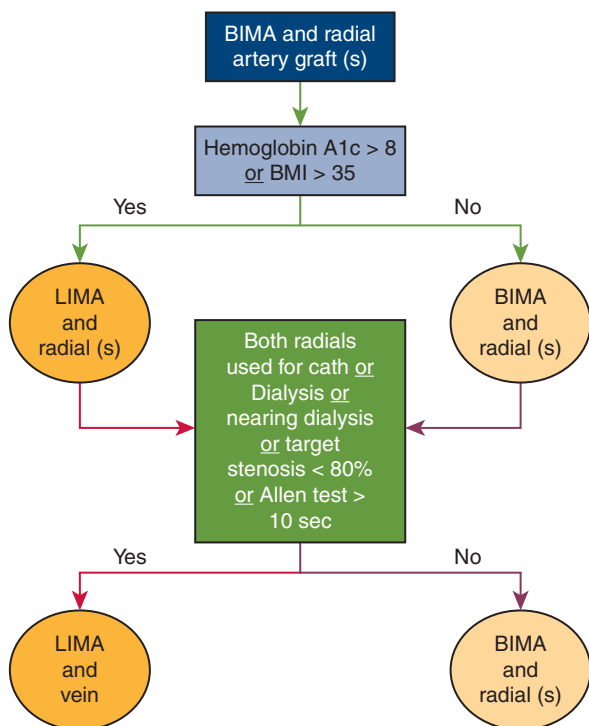 BIMA and radial
artery graft (s)
Hemoglobin A1c > 8
or BMI > 35
Yes
No
LIMA
and
radial (s)
BIMA
and
radial (s)
Both radials
used for cath or
Dialysis or
nearing dialysis
or target
stenosis < 80%
or Allen test >
10 sec
Yes
No
LIMA
and
vein
BIMA
and
radial (s)